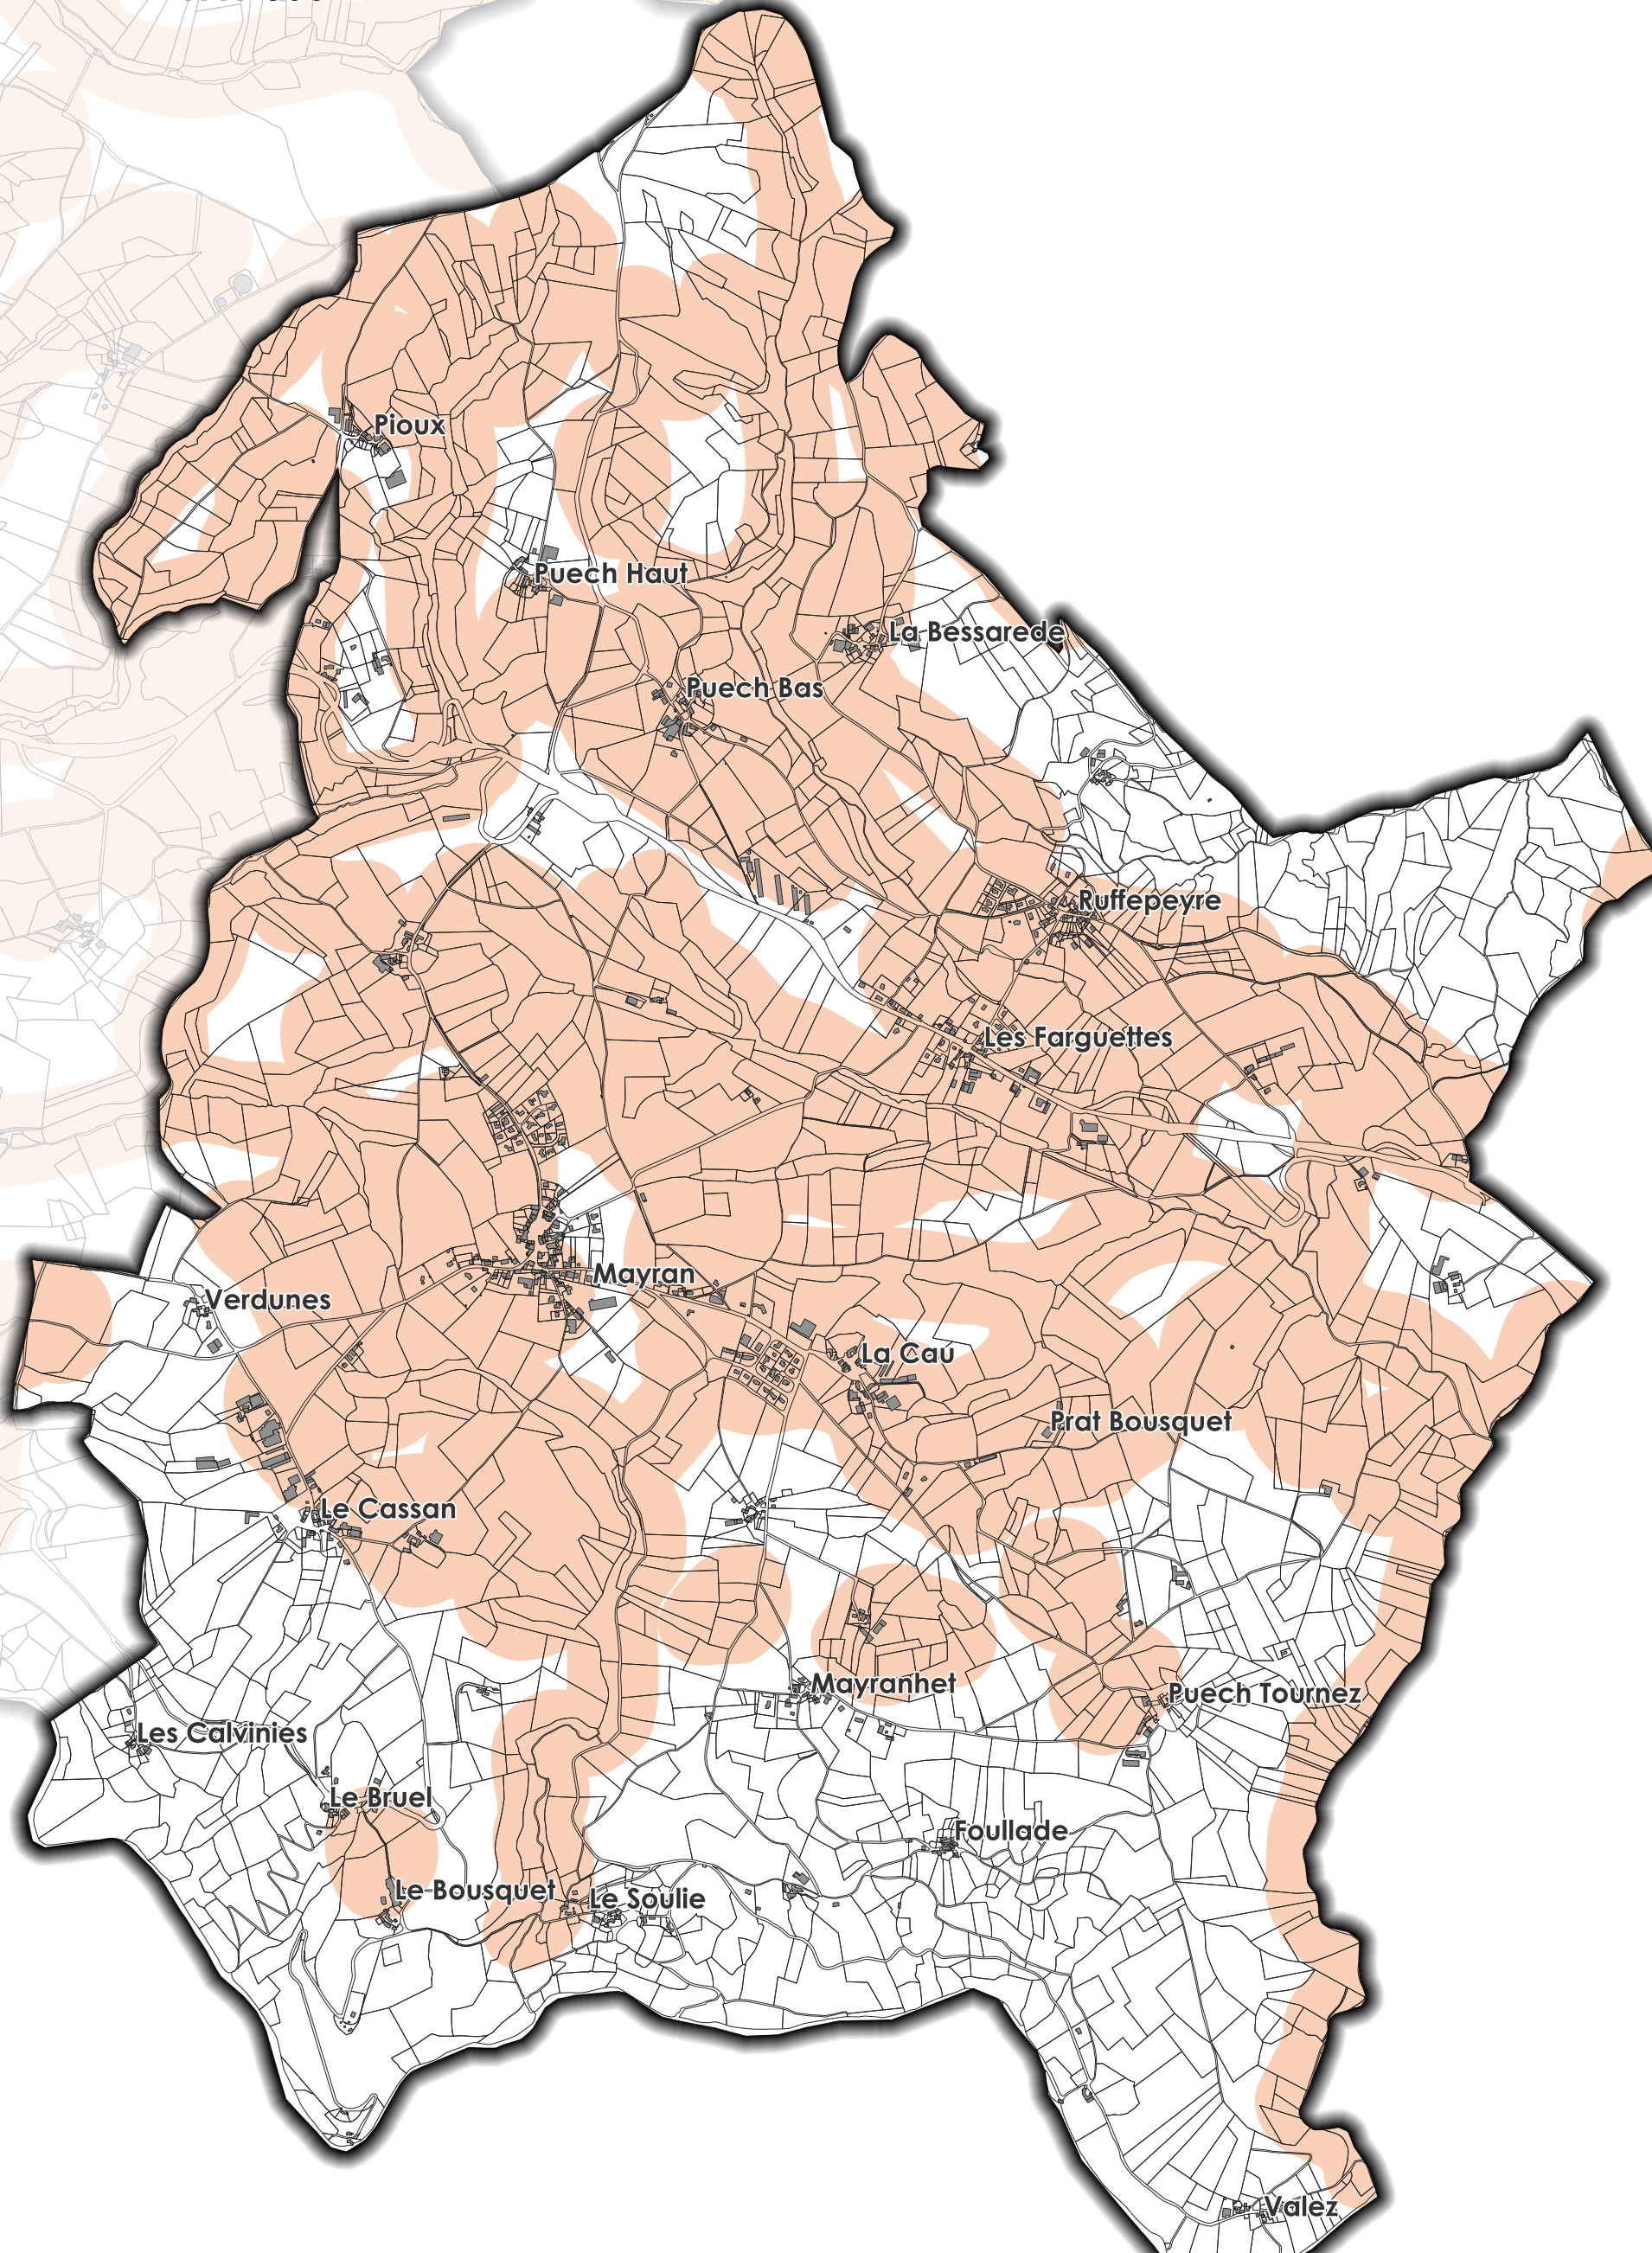 Pioux
Puech Haut
La Bessarede
Puech Bas
Ruffepeyre
Les Farguettes
Mayran
Verdunes
La Cau
Prat Bousquet
Le Cassan
Mayranhet
Puech Tournez
Les Calvinies
Le Bruel
Foullade
Le Bousquet
Le Soulie
Valez